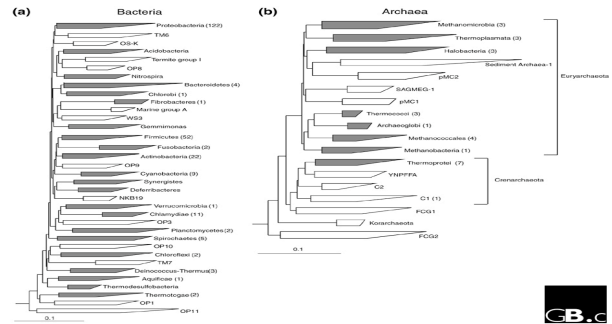 (a)
Bacteria
Proteobacteria (122)
TM6
OS-K
Acidobacteria
Termite group I
OP8
Nitrospira
Bacteroidetes (4)
Chlorobi (1)
Fibrobacteres (1)
Marine group A
WS3
Gemmimonas
Firmicutes (52)
Fusobacteria (2)
Actinobacteria (22)
OP9
Cyanobacteria (9)
Synergistes
Deferribacteres
NKB19
Verrucomicrobia (1)
Chlamydiae (11)
OP3
Planctomycetes (2)
Spirochaetes (6)
OP10
Chloroflexi (2)
TM7
Deinococcus-Thermus(3)
Aquificae (1)
Thermodesulfobacteria
Thermotogae (2)
OP1
OP11
0.1
(b)
Archaea
Methanomicrobia (3)
Thermoplasmata (3)
Halobacteria (3)
Sediment Archaea-1
pMC2
SAGMEG-1
pMC1
Thermococci (3)
Archaeoglobi (1)
Methanococcales (4)
Methanobacteria (1)
Euryarchaeota
Thermoprotei (7)
YNPFFA
C2
C1 (1)
Crenarchaeota
FCG1
Korarchaeota
FCG2
0.1
GB.c